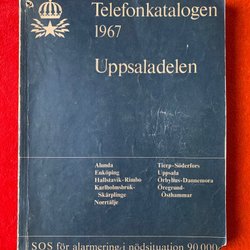 Telefonkatalogen
1967
Uppsaladelen
Alunda
Enköping
Hallstavik-Rimbo
Karlholmsbruk-
Skärplinge
Norrtälje
Tierp-Söderfors
Uppsala
Örbyhus-Dannemora
Öregrund-
Östhammar
SOS för alarmering i nödsituation 90 000